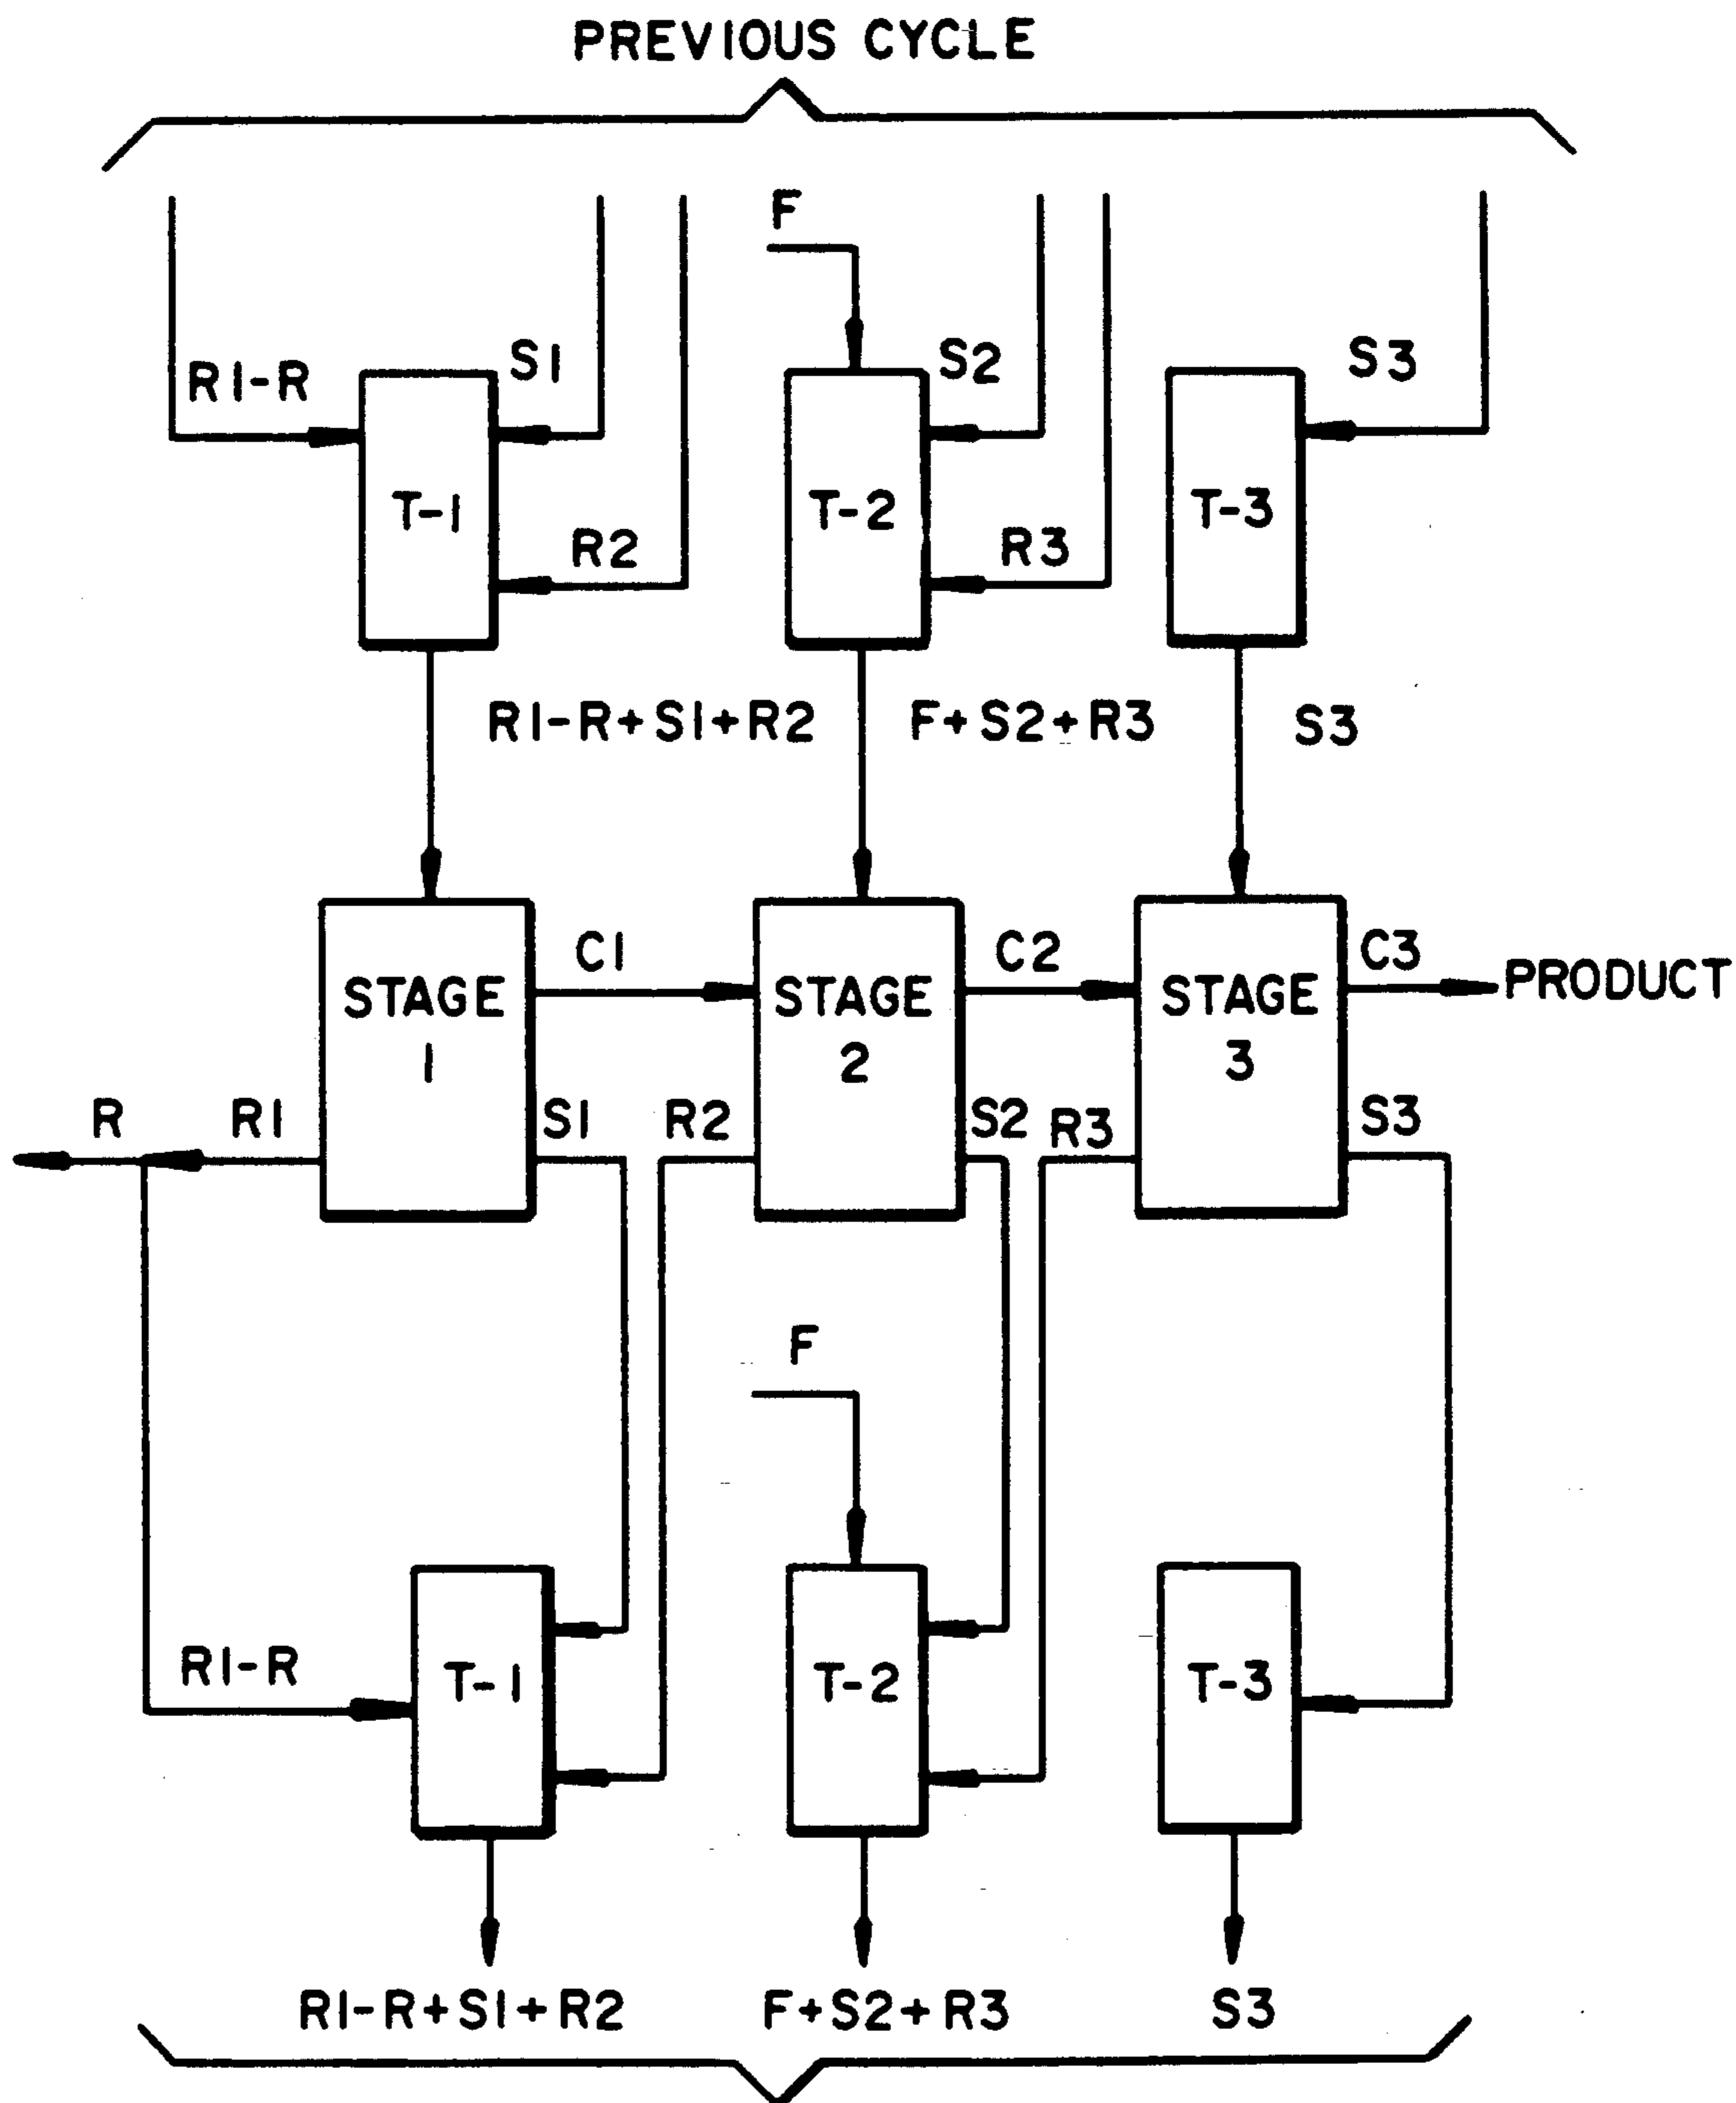 PREVIOUS CYCLE
F
R1-R
S1
S2
S3
T-1
T-2
T-3
R2
R3
R1-R+S1+R2
F+S2+R3
S3
C1
C2
C3
STAGE
1
STAGE
2
STAGE
3
PRODUCT
R
R1
S1
R2
S2
R3
S3
F
R1-R
T-1
T-2
T-3
R1-R+S1+R2
F+S2+R3
S3